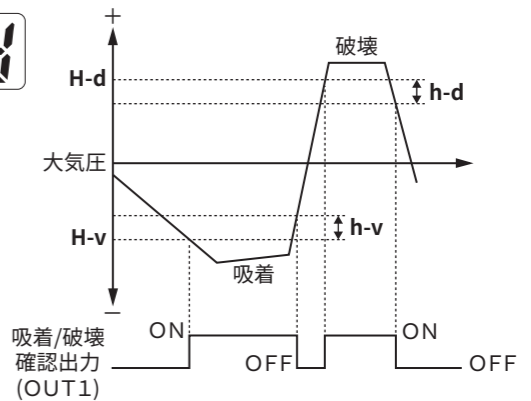 +
H-d
破壊
h-d
大気圧
H-v
h-v
吸着
−
吸着/破壊
確認出力
(OUT1)
ON
OFF
ON
OFF